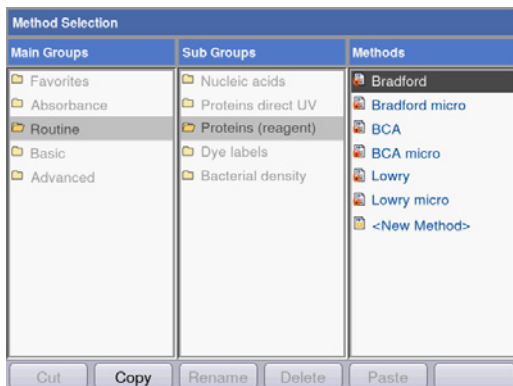 Method Selection
Main Groups
Favorites
Absorbance
Routine
Basic
Advanced
Sub Groups
Nucleic acids
Proteins direct UV
Proteins (reagent)
Dye labels
Bacterial density
Methods
Bradford
Bradford micro
BCA
BCA micro
Lowry
Lowry micro
<New Method>
Cut Copy Rename Delete Paste